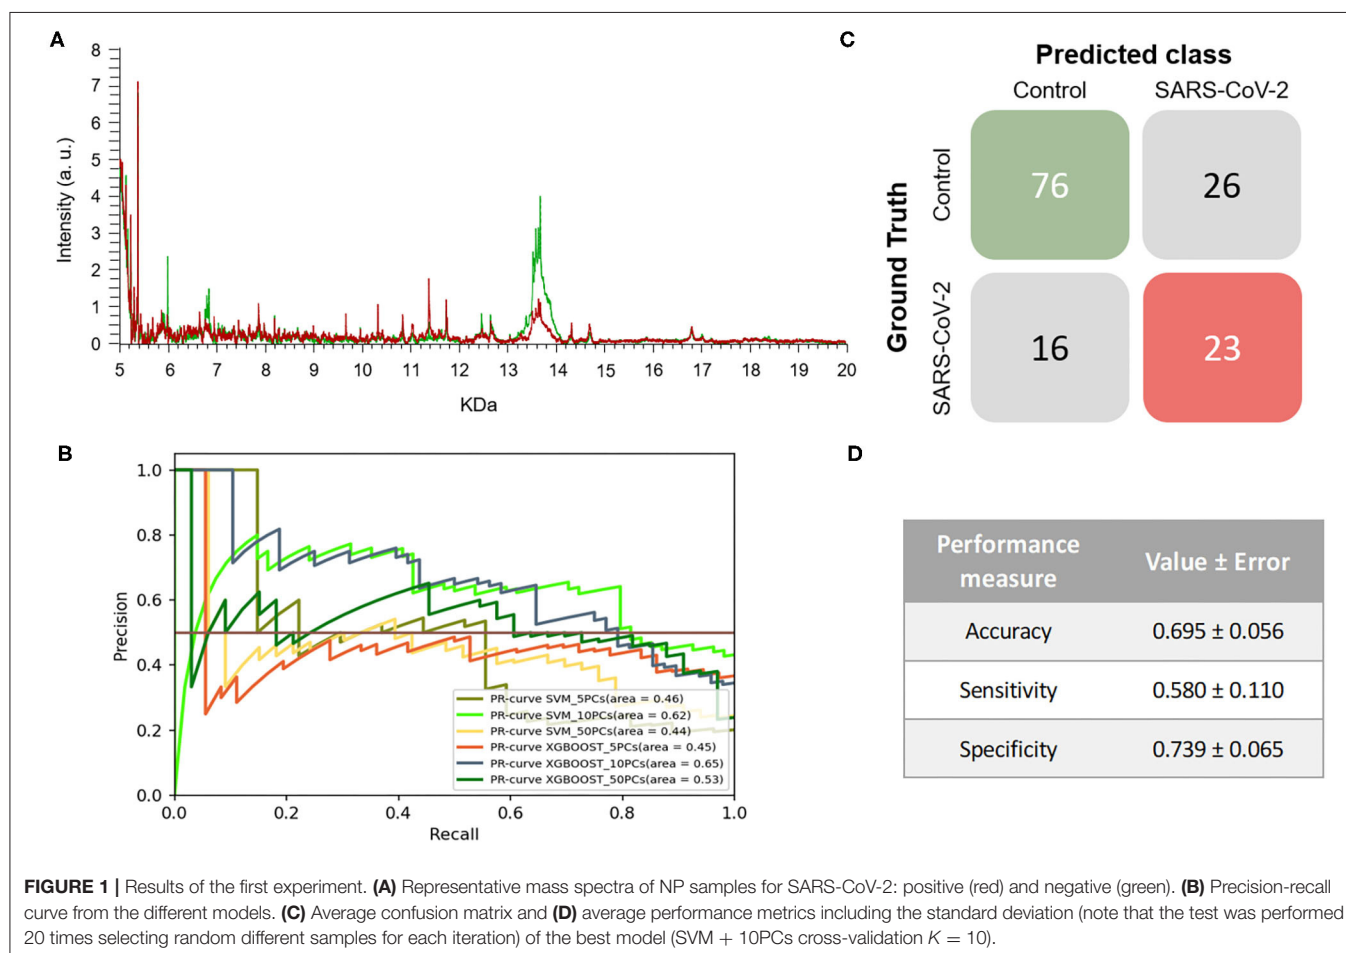 A
8
7
6
5
4
3
2
1
0
Intensity (a. u.)
5 6 7 8 9 10 11 12 13 14 15 16 17 18 19 20
KDa
C
Predicted class
Control SARS-CoV-2
Ground Truth
Control
SARS-CoV-2
76 26
16 23
B
1.0
0.8
0.6
0.4
0.2
0.0
Precision
0.0 0.2 0.4 0.6 0.8 1.0
Recall
PR-curve SVM_5PCs(area = 0.46)
PR-curve SVM_10PCs(area = 0.62)
PR-curve SVM_50PCs(area = 0.44)
PR-curve XGBOOST_5PCs(area = 0.45)
PR-curve XGBOOST_10PCs(area = 0.65)
PR-curve XGBOOST_50PCs(area = 0.53)
D
Performance
measure
Value ± Error
Accuracy 0.695 ± 0.056
Sensitivity 0.580 ± 0.110
Specificity 0.739 ± 0.065
FIGURE 1 | Results of the first experiment. (A) Representative mass spectra of NP samples for SARS-CoV-2: positive (red) and negative (green). (B) Precision-recall
curve from the different models. (C) Average confusion matrix and (D) average performance metrics including the standard deviation (note that the test was performed
20 times selecting random different samples for each iteration) of the best model (SVM + 10PCs cross-validation K = 10).